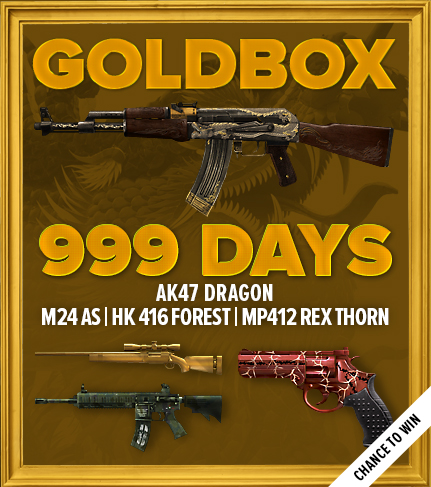 GOLDBOX
999 DAYS
AK47 DRAGON
M24 AS | HK 416 FOREST | MP412 REX THORN
CHANCE TO WIN